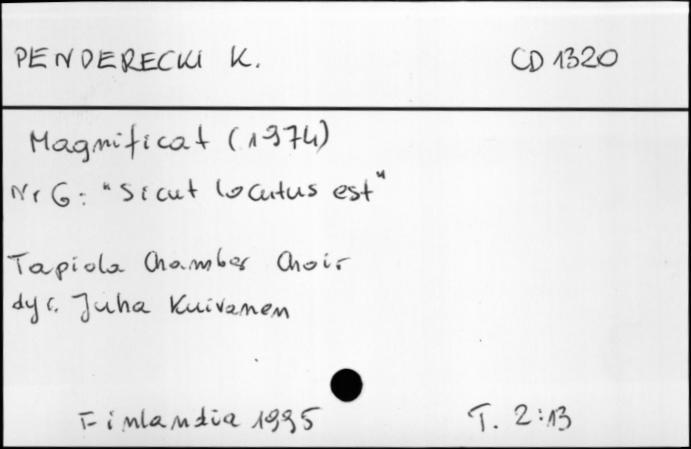 PENDERECKI K. CD 1320
Magnificat (1974)
Nr 6: "Sicut locutus est"
Tapiola Chamber Choir
dyr. Juha Kuivanen
Finlandia 1995 T. 2:13